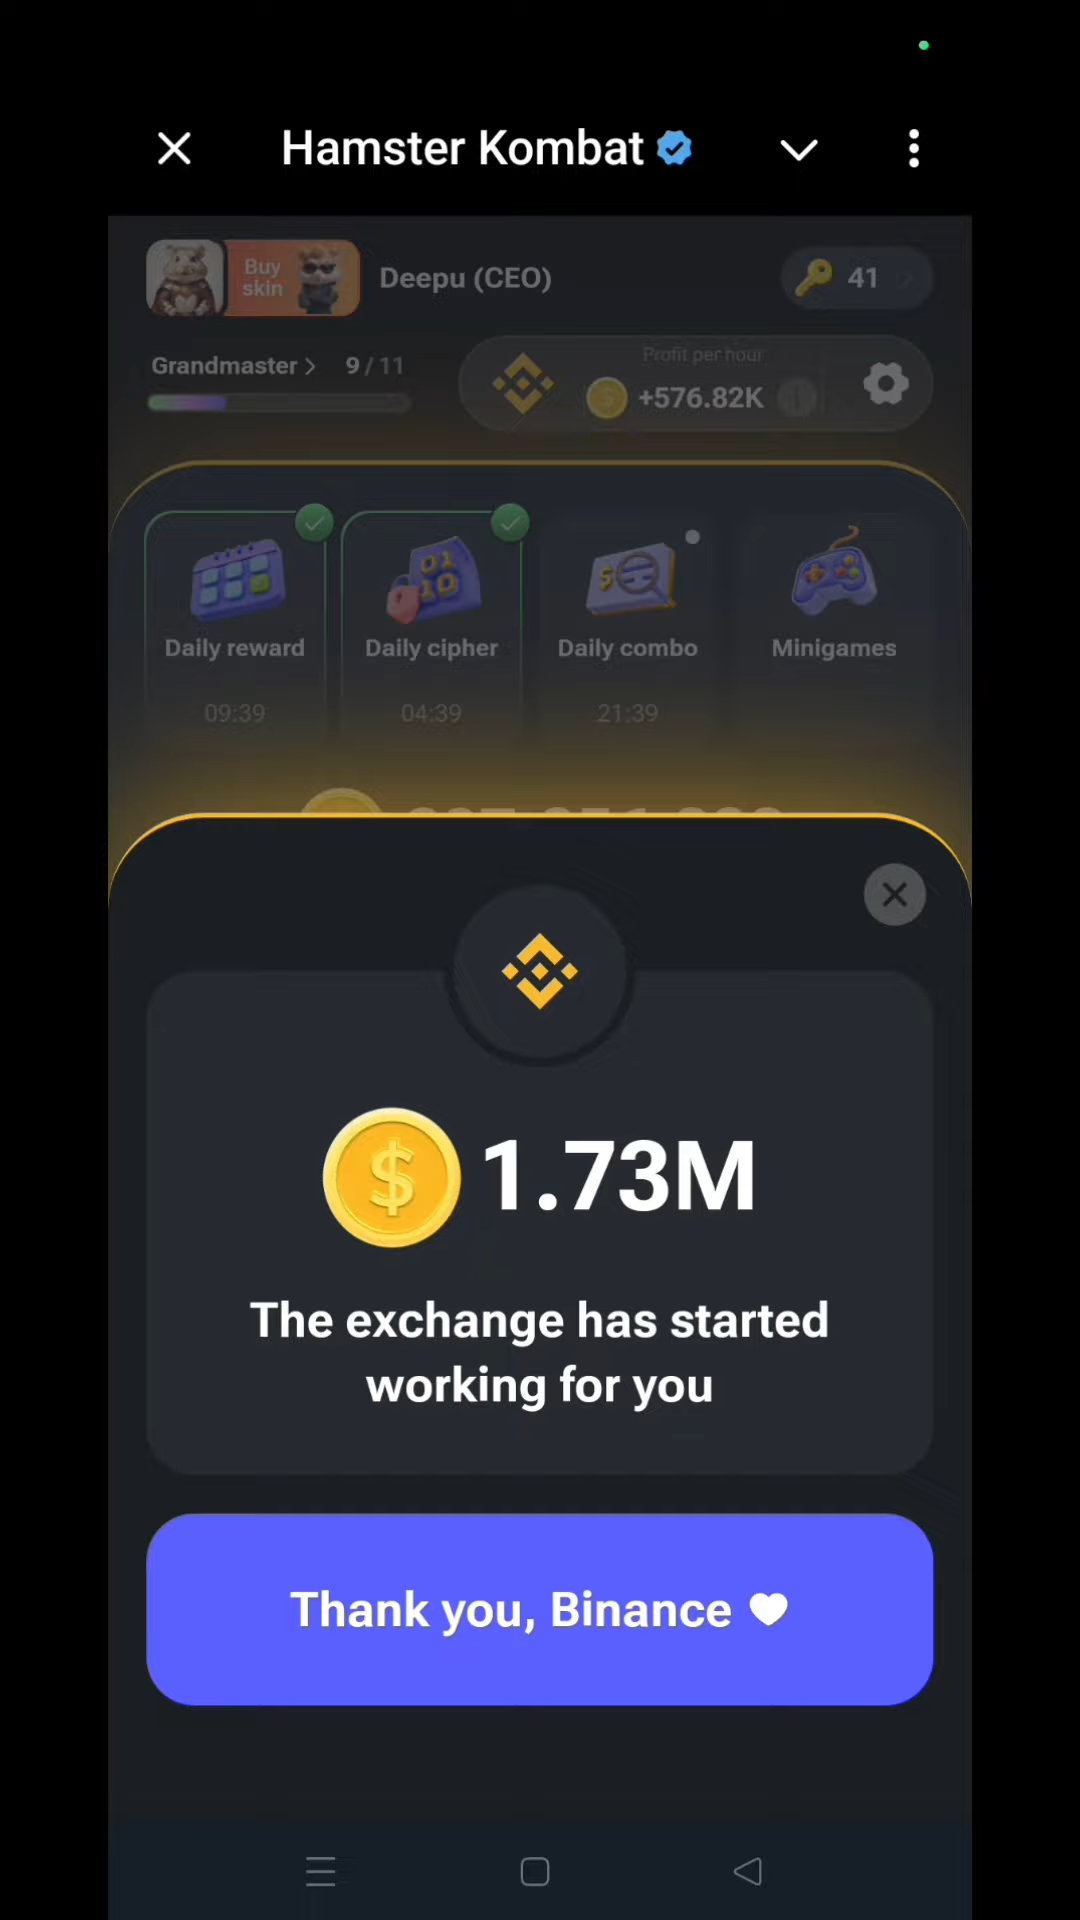 Hamster Kombat
Buy
skin
Deepu (CEO)
41
Grandmaster
9 / 11
Profit per hour
+576.82K
Daily reward
Daily cipher
Daily combo
Minigames
09:39
04:39
21:39
1.73M
The exchange has started
working for you
Thank you, Binance